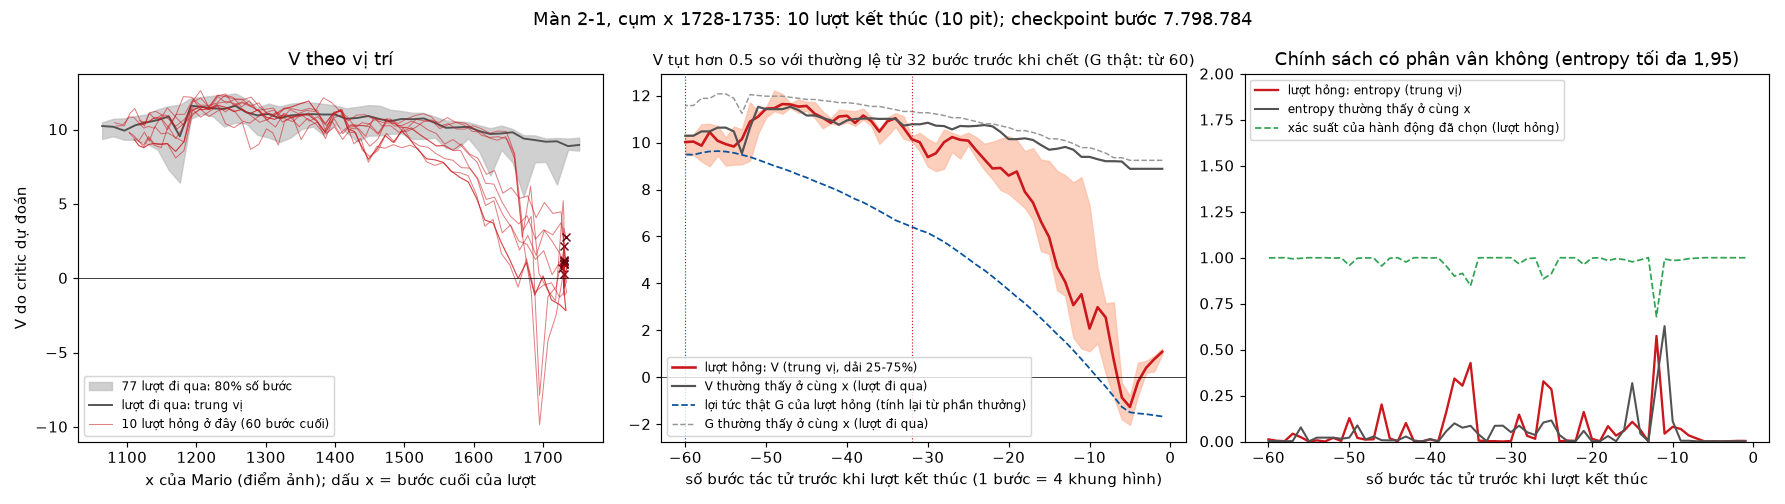 Màn 2-1, cụm x 1728-1735: 10 lượt kết thúc (10 pit); checkpoint bước 7.798.784
V theo vị trí
V do critic dự đoán
10
5
0
−5
−10
77 lượt đi qua: 80% số bước
lượt đi qua: trung vị
10 lượt hỏng ở đây (60 bước cuối)
1100 1200 1300 1400 1500 1600 1700
x của Mario (điểm ảnh); dấu x = bước cuối của lượt
V tụt hơn 0.5 so với thường lệ từ 32 bước trước khi chết (G thật: từ 60)
12
10
8
6
4
2
0
−2
lượt hỏng: V (trung vị, dải 25-75%)
V thường thấy ở cùng x (lượt đi qua)
lợi tức thật G của lượt hỏng (tính lại từ phần thưởng)
G thường thấy ở cùng x (lượt đi qua)
−60 −50 −40 −30 −20 −10 0
số bước tác tử trước khi lượt kết thúc (1 bước = 4 khung hình)
Chính sách có phân vân không (entropy tối đa 1,95)
2.00
1.75
1.50
1.25
1.00
0.75
0.50
0.25
0.00
lượt hỏng: entropy (trung vị)
entropy thường thấy ở cùng x
xác suất của hành động đã chọn (lượt hỏng)
−60 −50 −40 −30 −20 −10 0
số bước tác tử trước khi lượt kết thúc